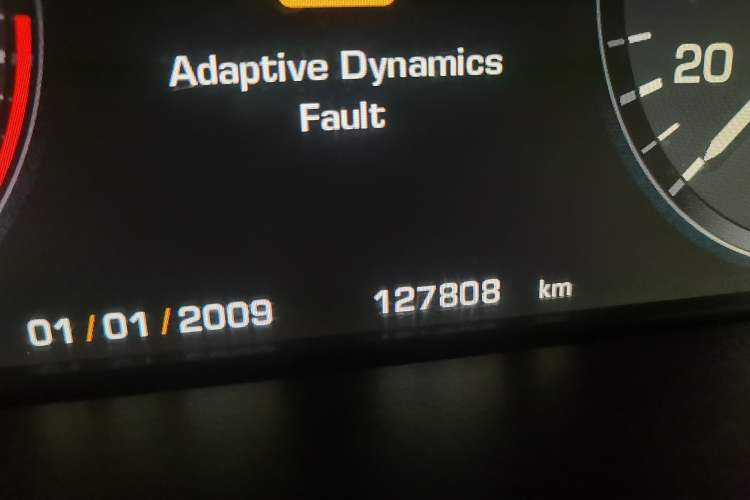 Adaptive Dynamics
Fault
20
01/01/2009 127808 km